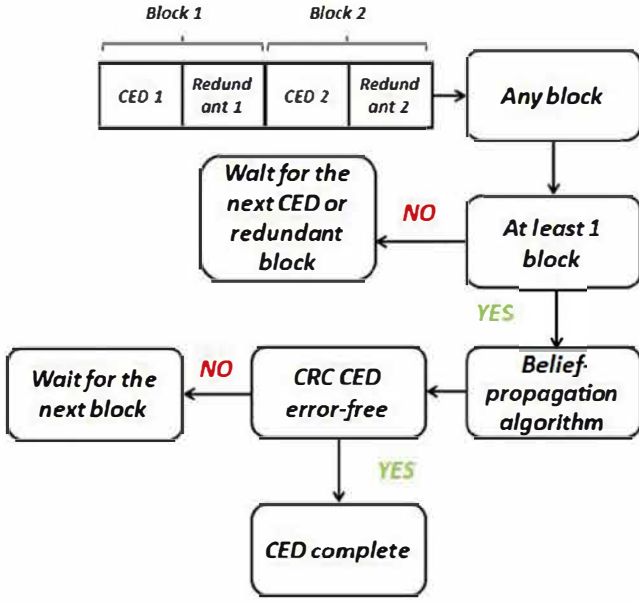 Block 1
Block 2
CED 1
Redund
ant 1
CED 2
Redund
ant 2
Any block
Walt for the
next CED or
redundant
block
NO
At least 1
block
YES
Wait for the
next block
NO
CRC CED
error-free
Belief-
propagation
algorithm
YES
CED complete